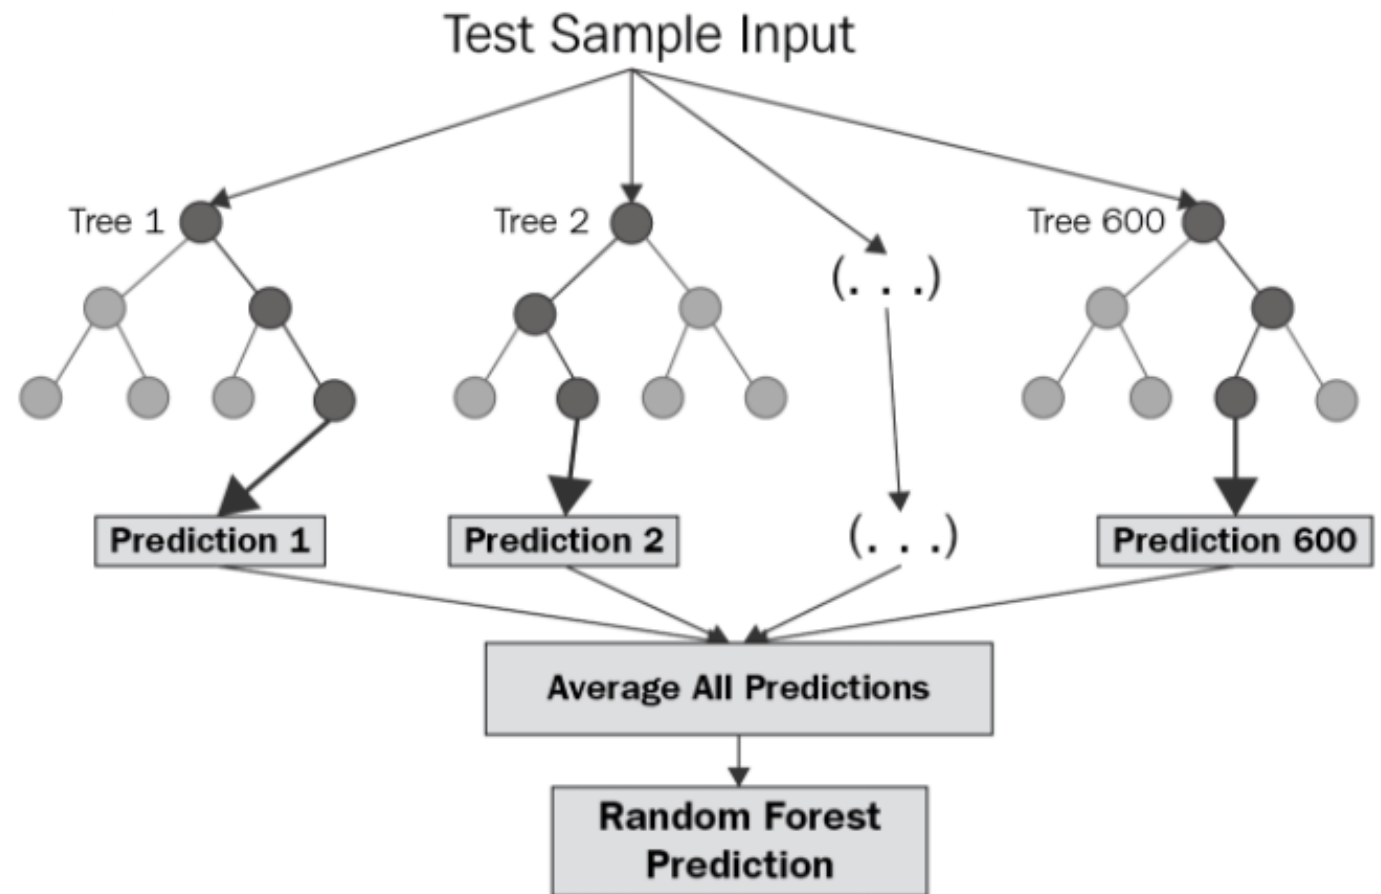 Test Sample Input
Tree 1
Tree 2
(. . .)
Tree 600
Prediction 1
Prediction 2
(. . .)
Prediction 600
Average All Predictions
Random Forest
Prediction